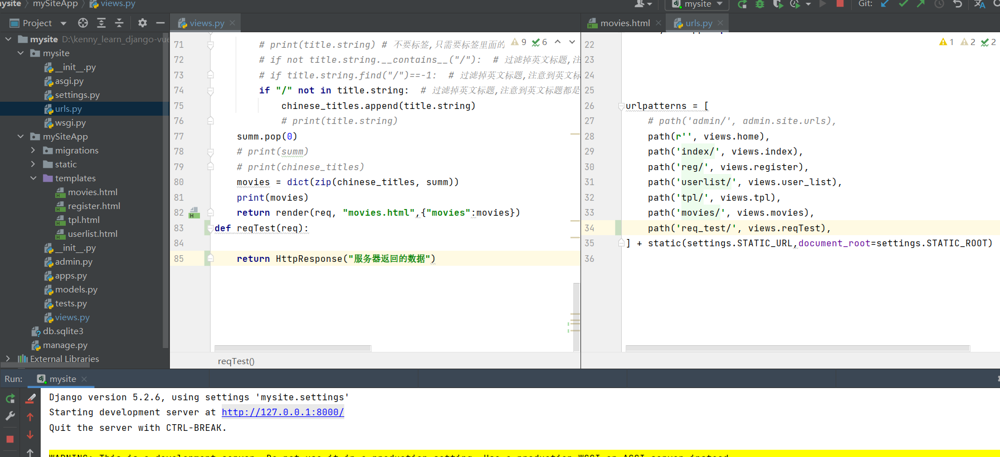 mysite > mySiteApp > views.py
mysite
Git:
Project
views.py
movies.html
urls.py
mysite D:\kenny_learn_django-vue
mysite
__init__.py
asgi.py
settings.py
urls.py
wsgi.py
mySiteApp
migrations
static
templates
movies.html
register.html
tpl.html
userlist.html
__init__.py
admin.py
apps.py
models.py
tests.py
views.py
db.sqlite3
manage.py
External Libraries
9 6
71 # print(title.string) # 不要标签,只需要标签里面的
72 # if not title.string.__contains__("/"): # 过滤掉英文标题,注
73 # if title.string.find("/")==-1: # 过滤掉英文标题,注意到英文标
74 if "/" not in title.string: # 过滤掉英文标题,注意到英文标题都是
75 chinese_titles.append(title.string)
76 # print(title.string)
77 summ.pop(0)
78 # print(summ)
79 # print(chinese_titles)
80 movies = dict(zip(chinese_titles, summ))
81 print(movies)
82 return render(req, "movies.html",{"movies":movies})
83 def reqTest(req):
84
85 return HttpResponse("服务器返回的数据")
reqTest()
1 2 2
22
23
24
25
26 urlpatterns = [
27 # path('admin/', admin.site.urls),
28 path(r'', views.home),
29 path('index/', views.index),
30 path('reg/', views.register),
31 path('userlist/', views.user_list),
32 path('tpl/', views.tpl),
33 path('movies/', views.movies),
34 path('req_test/', views.reqTest),
35 ] + static(settings.STATIC_URL,document_root=settings.STATIC_ROOT)
36
Run: mysite
Django version 5.2.6, using settings 'mysite.settings'
Starting development server at http://127.0.0.1:8000/
Quit the server with CTRL-BREAK.
WARNING: This is a development server. Do not use it in a production setting. Use a production WSGI or ASGI server instead.